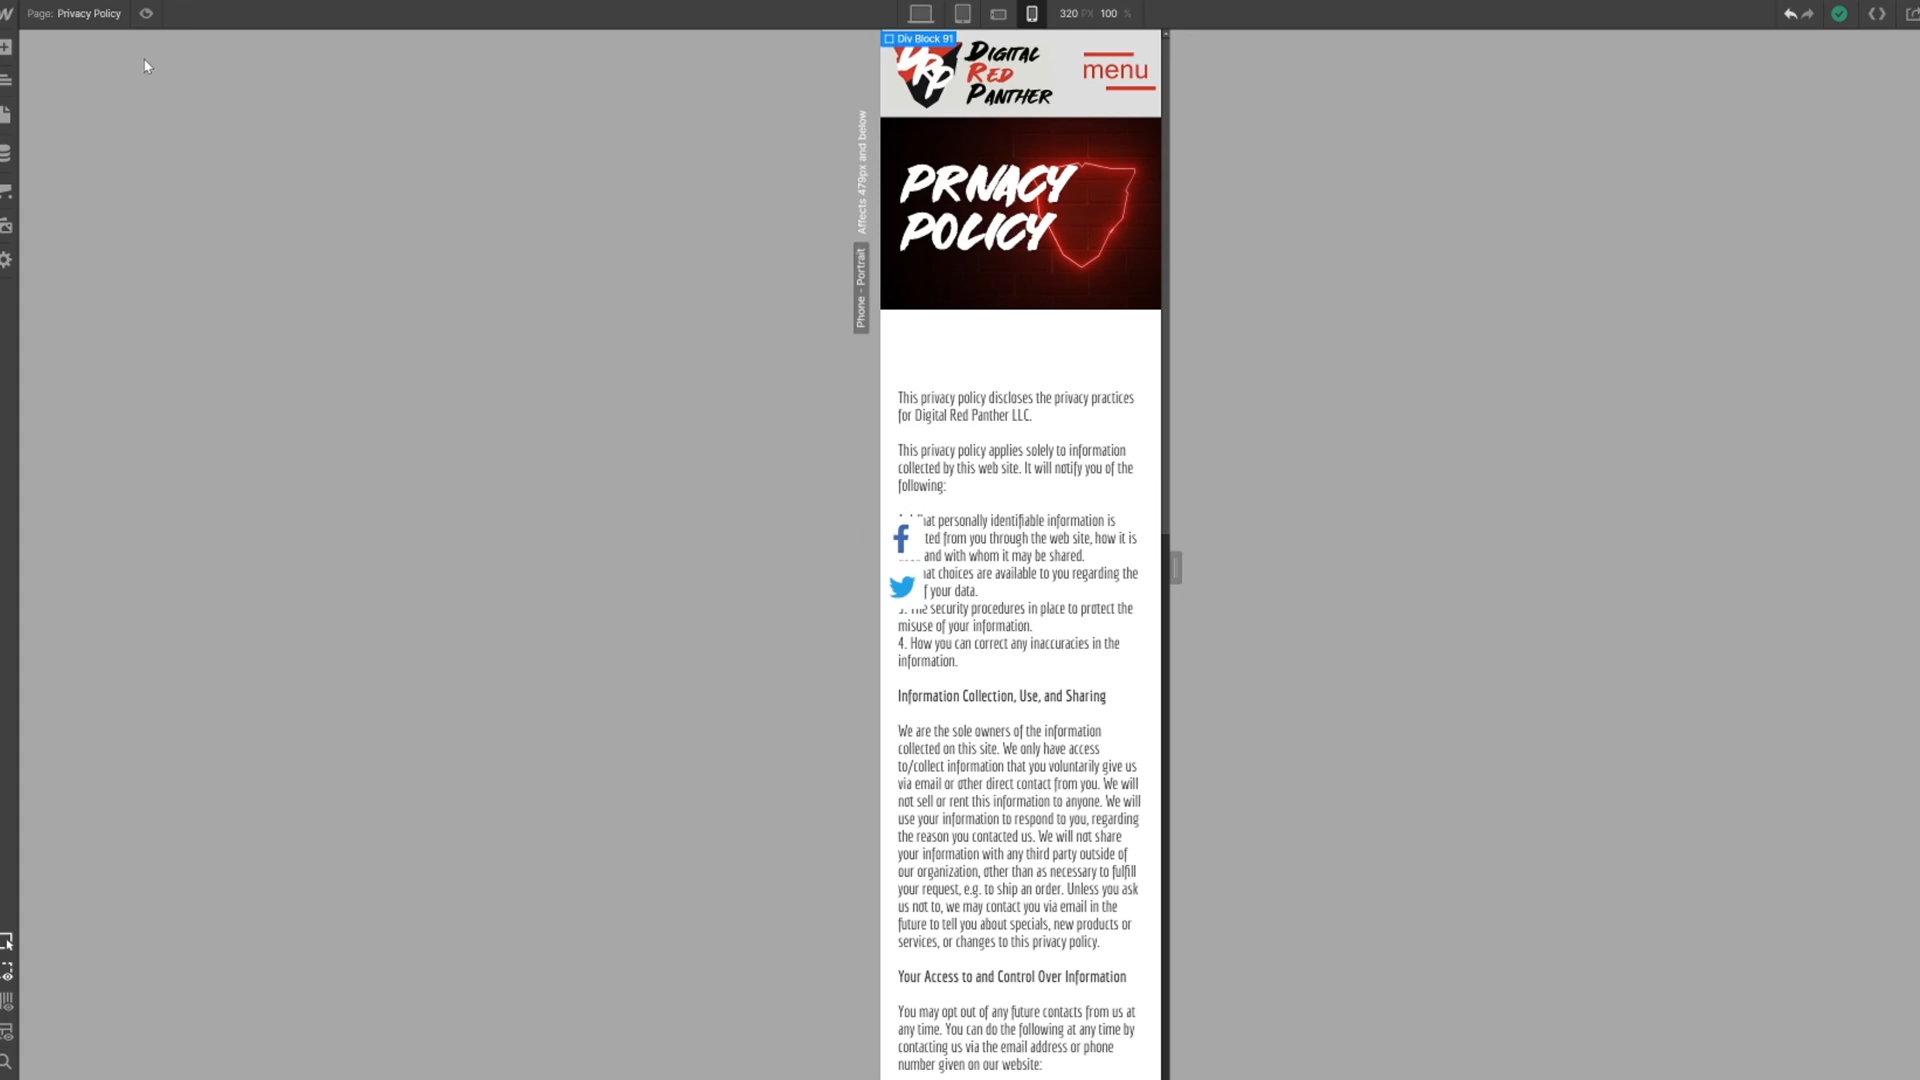 Page: Privacy Policy
320 PX 100 %
Div Block 91
DRP
DIGITAL
RED
PANTHER
menu
Affects 479px and below
Phone - Portrait
PRIVACY
POLICY
This privacy policy discloses the privacy practices
for Digital Red Panther LLC.
This privacy policy applies solely to information
collected by this web site. It will notify you of the
following:
personally identifiable information is
from you through the web site, how it is
and with whom it may be shared.
choices are available to you regarding the
your data.
security procedures in place to protect the
misuse of your information.
4. How you can correct any inaccuracies in the
information.
Information Collection, Use, and Sharing
We are the sole owners of the information
collected on this site. We only have access
to/collect information that you voluntarily give us
via email or other direct contact from you. We will
not sell or rent this information to anyone. We will
use your information to respond to you, regarding
the reason you contacted us. We will not share
your information with any third party outside of
our organization, other than as necessary to fulfill
your request, e.g. to ship an order. Unless you ask
us not to, we may contact you via email in the
future to tell you about specials, new products or
services, or changes to this privacy policy.
Your Access to and Control Over Information
You may opt out of any future contacts from us at
any time. You can do the following at any time by
contacting us via the email address or phone
number given on our website: